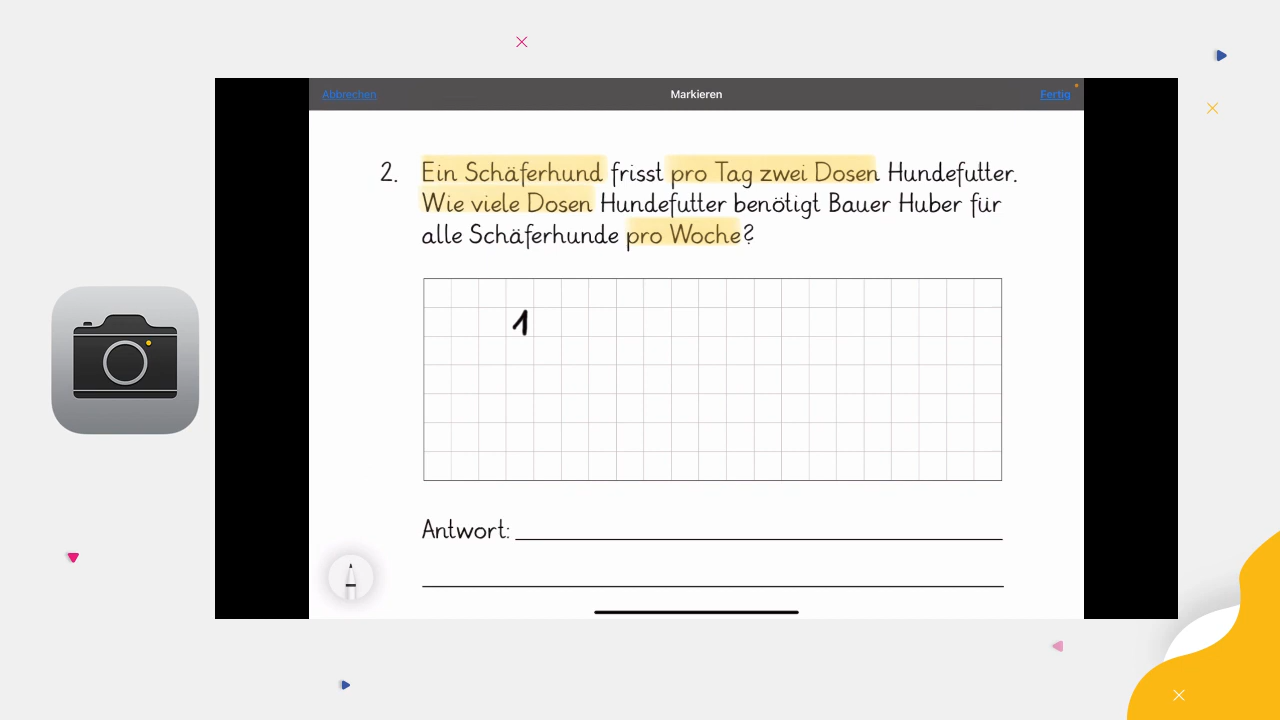 Abbrechen Markieren Fertig
2. Ein Schäferhund frisst pro Tag zwei Dosen Hundefutter.
Wie viele Dosen Hundefutter benötigt Bauer Huber für
alle Schäferhunde pro Woche?
1
Antwort: